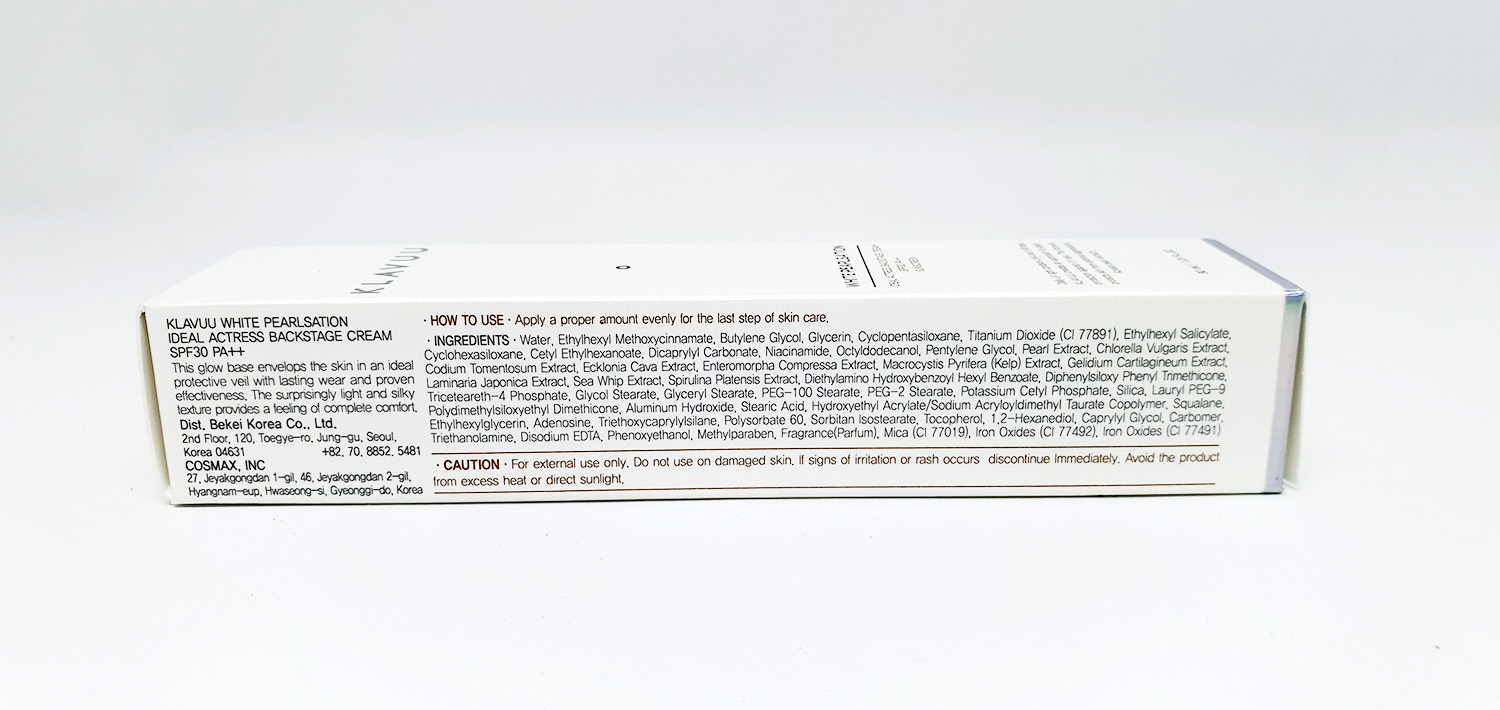 KLAVUU
WHITE PEARLSATION
KLAVUU WHITE PEARLSATION
IDEAL ACTRESS BACKSTAGE CREAM
SPF30 PA++
This glow base envelops the skin in an ideal
protective veil with lasting wear and proven
effectiveness. The surprisingly light and silky
texture provides a feeling of complete comfort.
Dist. Bekei Korea Co., Ltd.
2nd Floor, 120, Toegye-ro, Jung-gu, Seoul,
Korea 04631 +82. 70. 8852. 5481
COSMAX, INC
27, Jeyakgongdan 1-gil, 46, Jeyakgongdan 2-gil,
Hyangnam-eup, Hwaseong-si, Gyeonggi-do, Korea
· HOW TO USE · Apply a proper amount evenly for the last step of skin care.
· INGREDIENTS · Water, Ethylhexyl Methoxycinnamate, Butylene Glycol, Glycerin, Cyclopentasiloxane, Titanium Dioxide (CI 77891), Ethylhexyl Salicylate,
Cyclohexasiloxane, Cetyl Ethylhexanoate, Dicaprylyl Carbonate, Niacinamide, Octyldodecanol, Pentylene Glycol, Pearl Extract, Chlorella Vulgaris Extract,
Codium Tomentosum Extract, Ecklonia Cava Extract, Enteromorpha Compressa Extract, Macrocystis Pyrifera (Kelp) Extract, Gelidium Cartilagineum Extract,
Laminaria Japonica Extract, Sea Whip Extract, Spirulina Platensis Extract, Diethylamino Hydroxybenzoyl Hexyl Benzoate, Diphenylsiloxy Phenyl Trimethicone,
Triceteareth-4 Phosphate, Glycol Stearate, Glyceryl Stearate, PEG-100 Stearate, PEG-2 Stearate, Potassium Cetyl Phosphate, Silica, Lauryl PEG-9
Polydimethylsiloxyethyl Dimethicone, Aluminum Hydroxide, Stearic Acid, Hydroxyethyl Acrylate/Sodium Acryloyldimethyl Taurate Copolymer, Squalane,
Ethylhexylglycerin, Adenosine, Triethoxycaprylylsilane, Polysorbate 60, Sorbitan Isostearate, Tocopherol, 1,2-Hexanediol, Caprylyl Glycol, Carbomer,
Triethanolamine, Disodium EDTA, Phenoxyethanol, Methylparaben, Fragrance(Parfum), Mica (CI 77019), Iron Oxides (CI 77492), Iron Oxides (CI 77491)
· CAUTION · For external use only. Do not use on damaged skin. If signs of irritation or rash occurs discontinue Immediately. Avoid the product
from excess heat or direct sunlight.